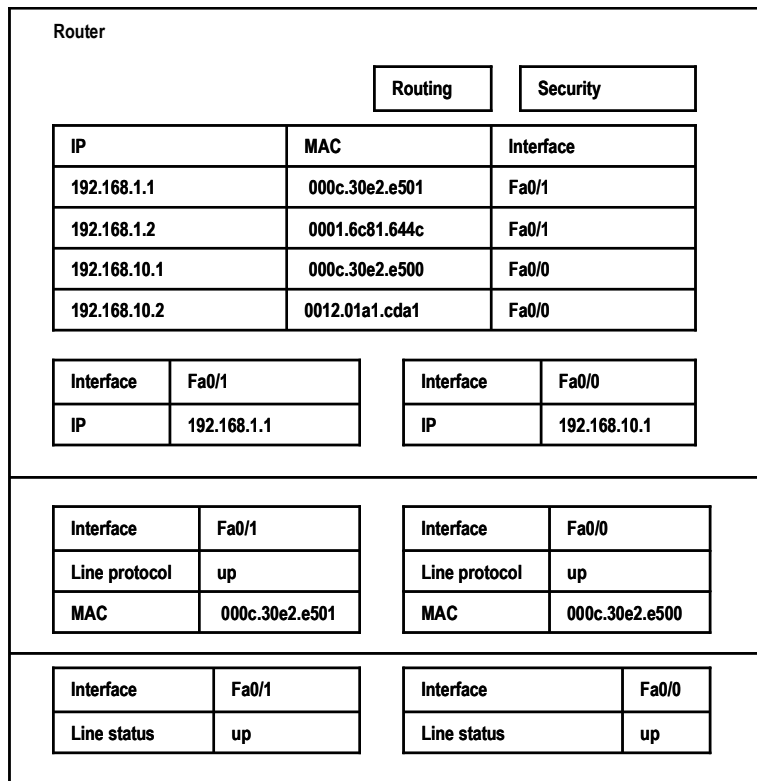 Router
Routing Security
IP MAC Interface
192.168.1.1 000c.30e2.e501 Fa0/1
192.168.1.2 0001.6c81.644c Fa0/1
192.168.10.1 000c.30e2.e500 Fa0/0
192.168.10.2 0012.01a1.cda1 Fa0/0
Interface Fa0/1 Interface Fa0/0
IP 192.168.1.1 IP 192.168.10.1
Interface Fa0/1 Interface Fa0/0
Line protocol up Line protocol up
MAC 000c.30e2.e501 MAC 000c.30e2.e500
Interface Fa0/1 Interface Fa0/0
Line status up Line status up